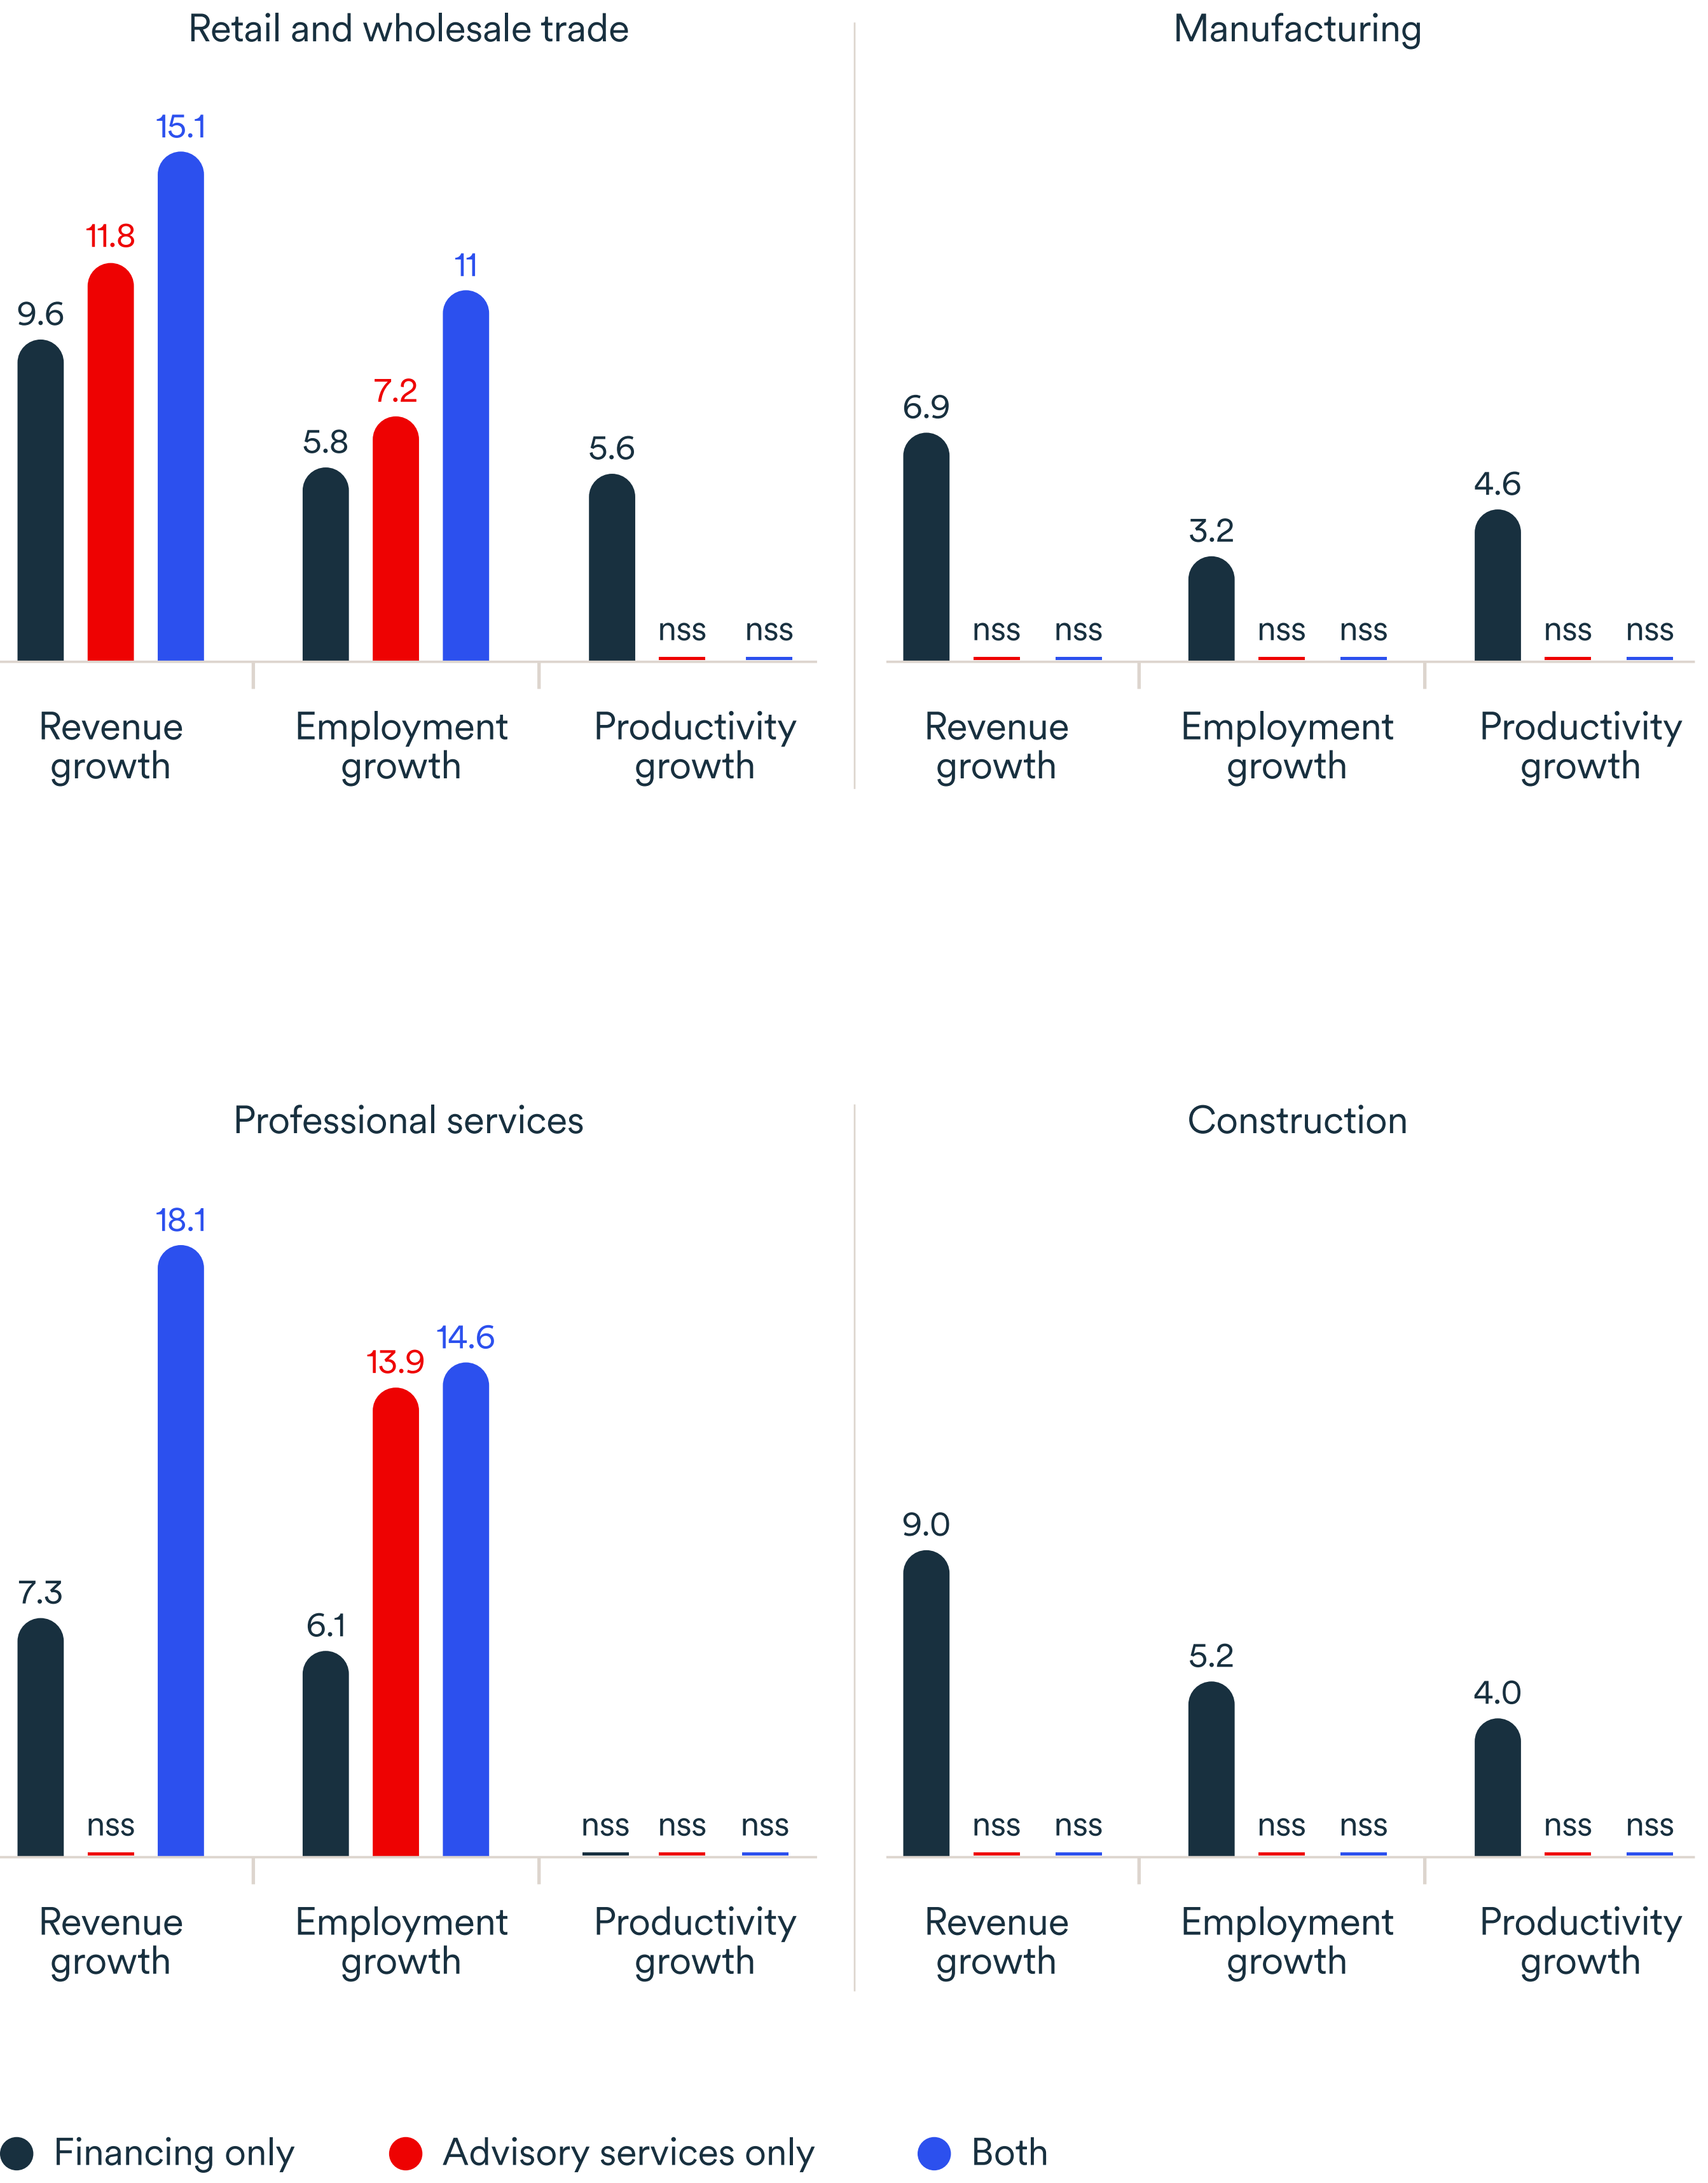 Retail and wholesale trade
15.1
11.8
9.6
11
7.2
5.8
5.6
nss nss
Revenue growth
Employment growth
Productivity growth
Manufacturing
6.9
nss nss
3.2
nss nss
4.6
nss nss
Revenue growth
Employment growth
Productivity growth
Professional services
18.1
7.3
nss
14.6
13.9
6.1
nss nss nss
Revenue growth
Employment growth
Productivity growth
Construction
9.0
nss nss
5.2
nss nss
4.0
nss nss
Revenue growth
Employment growth
Productivity growth
Financing only
Advisory services only
Both